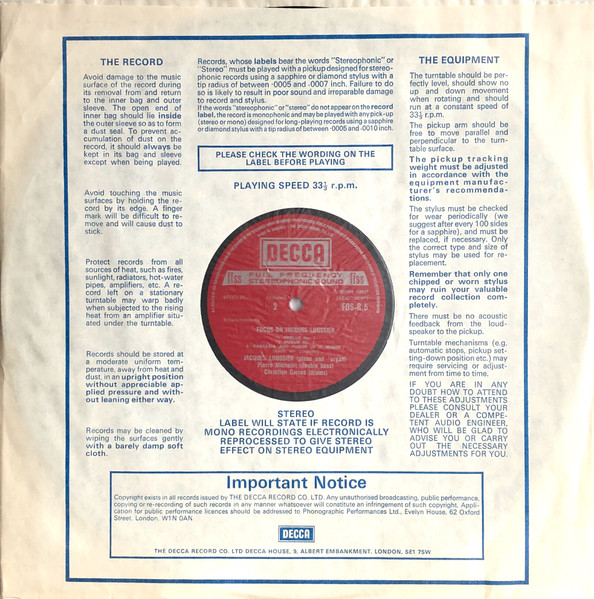 THE RECORD
Avoid damage to the music
surface of the record during
its removal from and return
to the inner bag and outer
sleeve. The open end of
inner bag should lie inside
the outer sleeve so as to form
a dust seal. To prevent ac-
cumulation of dust on the
record, it should always be
kept in its bag and sleeve
except when being played.
Avoid touching the music
surfaces by holding the re-
cord by its edge. A finger
mark will be difficult to re-
move and will cause dust to
stick.
Protect records from all
sources of heat, such as fires,
sunlight, radiators, hot-water
pipes, amplifiers, etc. A re-
cord left on a stationary
turntable may warp badly
when subjected to the rising
heat from an amplifier situ-
ated under the turntable.
Records should be stored at
a moderate uniform tem-
perature, away from heat and
dust, in an upright position
without appreciable ap-
plied pressure and with-
out leaning either way.
Records may be cleaned by
wiping the surfaces gently
with a barely damp soft
cloth.
Records, whose labels bear the words "Stereophonic" or
"Stereo" must be played with a pickup designed for stereo-
phonic records using a sapphire or diamond stylus with a
tip radius of between ·0005 and ·0007 inch. Failure to do
so is likely to result in poor sound and irreparable damage
to record and stylus.
If the words "stereophonic" or "stereo" do not appear on the record
label, the record is monophonic and may be played with any pick-up
(stereo or mono) designed for long-playing records using a sapphire
or diamond stylus with a tip radius of between ·0005 and ·0010 inch.
PLEASE CHECK THE WORDING ON THE
LABEL BEFORE PLAYING
PLAYING SPEED 33⅓ r.p.m.
DECCA
ffss FULL FREQUENCY ffss
STEREOPHONIC SOUND
2
FOS-R.5
FOCUS ON JACQUES LOUSSIER
JACQUES LOUSSIER (piano and organ)
Pierre Michelot (double bass)
Christian Garros (drums)
STEREO
LABEL WILL STATE IF RECORD IS
MONO RECORDINGS ELECTRONICALLY
REPROCESSED TO GIVE STEREO
EFFECT ON STEREO EQUIPMENT
THE EQUIPMENT
The turntable should be per-
fectly level, should show no
up and down movement
when rotating and should
run at a constant speed of
33⅓ r.p.m.
The pickup arm should be
free to move parallel and
perpendicular to the turn-
table surface.
The pickup tracking
weight must be adjusted
in accordance with the
equipment manufac-
turer's recommenda-
tions.
The stylus must be checked
for wear periodically (we
suggest after every 100 sides
for a sapphire), and must be
replaced, if necessary. Only
the correct type and size of
stylus may be used for re-
placement.
Remember that only one
chipped or worn stylus
may ruin your valuable
record collection com-
pletely.
There must be no acoustic
feedback from the loud-
speaker to the pickup.
Turntable mechanisms (e.g.
automatic stops, pickup set-
ting-down position etc.) may
require servicing or adjust-
ment from time to time.
IF YOU ARE IN ANY
DOUBT HOW TO ATTEND
TO THESE ADJUSTMENTS
PLEASE CONSULT YOUR
DEALER OR A COMPE-
TENT AUDIO ENGINEER,
WHO WILL BE GLAD TO
ADVISE YOU OR CARRY
OUT THE NECESSARY
ADJUSTMENTS FOR YOU.
Important Notice
Copyright exists in all records issued by THE DECCA RECORD CO. LTD. Any unauthorised broadcasting, public performance,
copying or re-recording of such records in any manner whatsoever will constitute an infringement of such copyright. Appli-
cation for public performance licences should be addressed to Phonographic Performances Ltd., Evelyn House, 62 Oxford
Street, London, W1N 0AN
DECCA
THE DECCA RECORD CO. LTD DECCA HOUSE, 9, ALBERT EMBANKMENT, LONDON, SE1 7SW